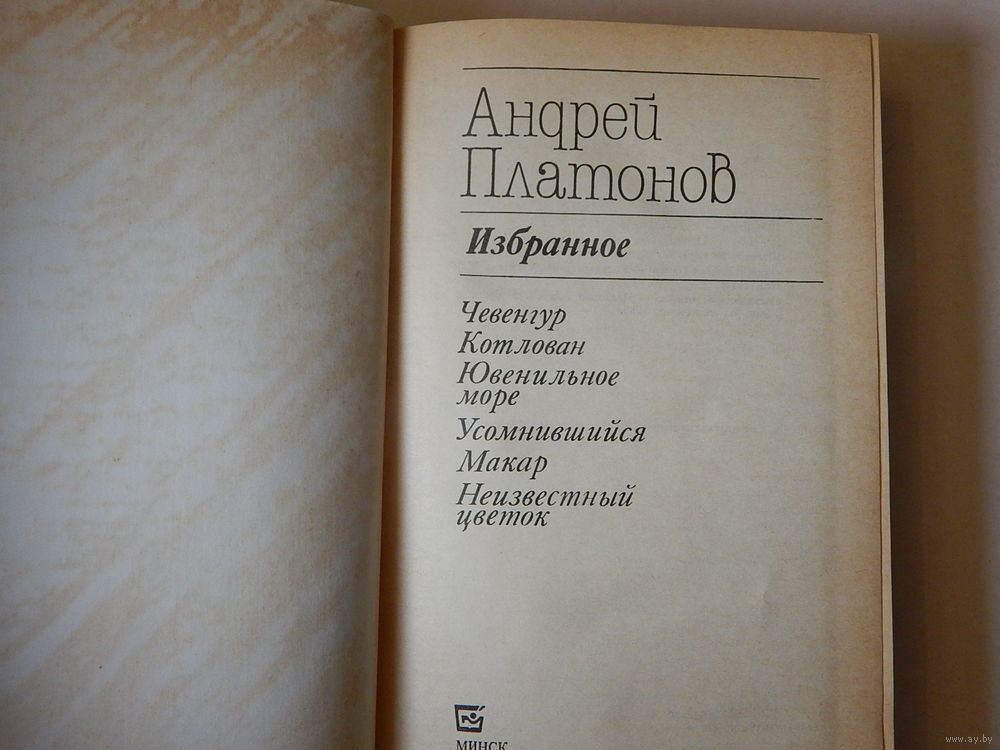 Андрей
Платонов
Избранное
Чевенгур
Котлован
Ювенильное
море
Усомнившийся
Макар
Неизвестный
цветок
МИНСК
www.ay.by